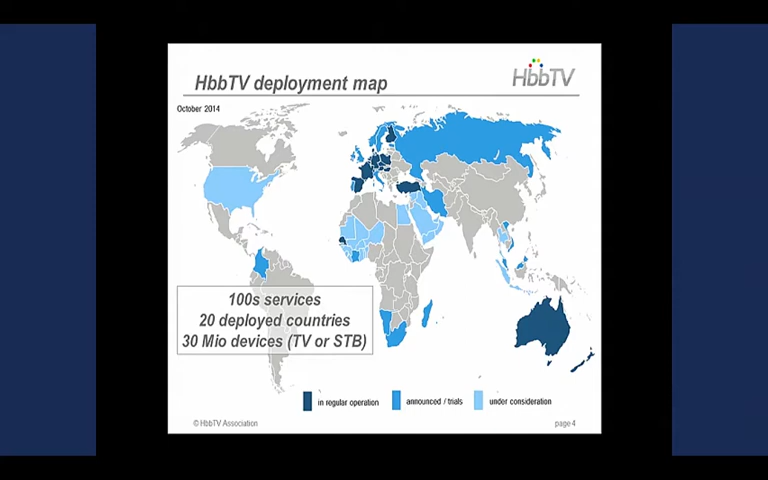 HbbTV deployment map
HbbTV
October 2014
100s services
20 deployed countries
30 Mio devices (TV or STB)
in regular operation
announced / trials
under consideration
© HbbTV Association
page 4